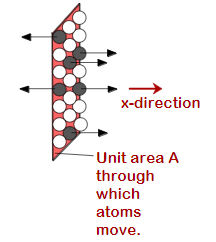 x-direction
Unit area A
through
which
atoms
move.